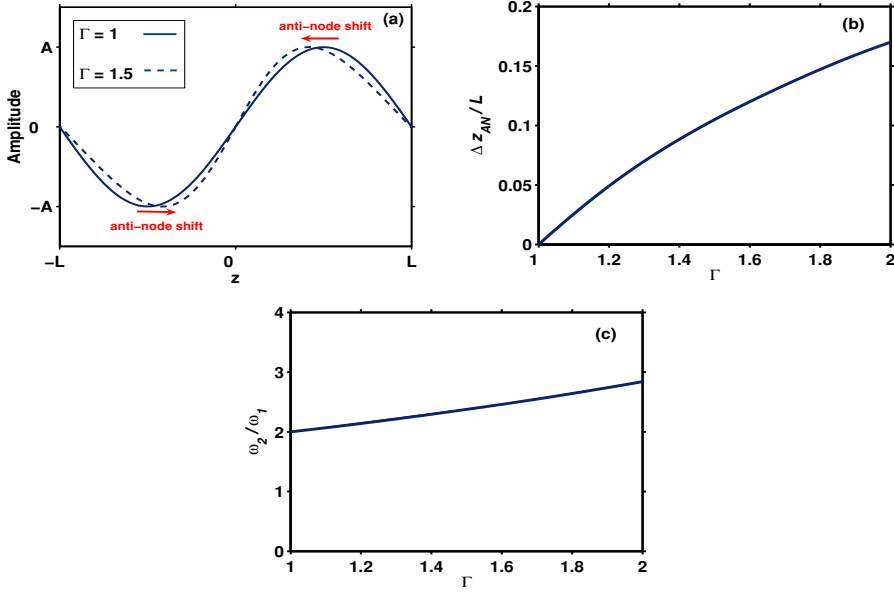 (a)
anti-node shift
Γ = 1
Γ = 1.5
Amplitude
A
0
−A
anti-node shift
−L
0
L
z
(b)
Δ z_AN / L
0.2
0.15
0.1
0.05
0
1
1.2
1.4
1.6
1.8
2
Γ
(c)
ω_2 / ω_1
4
3
2
1
0
1
1.2
1.4
1.6
1.8
2
Γ